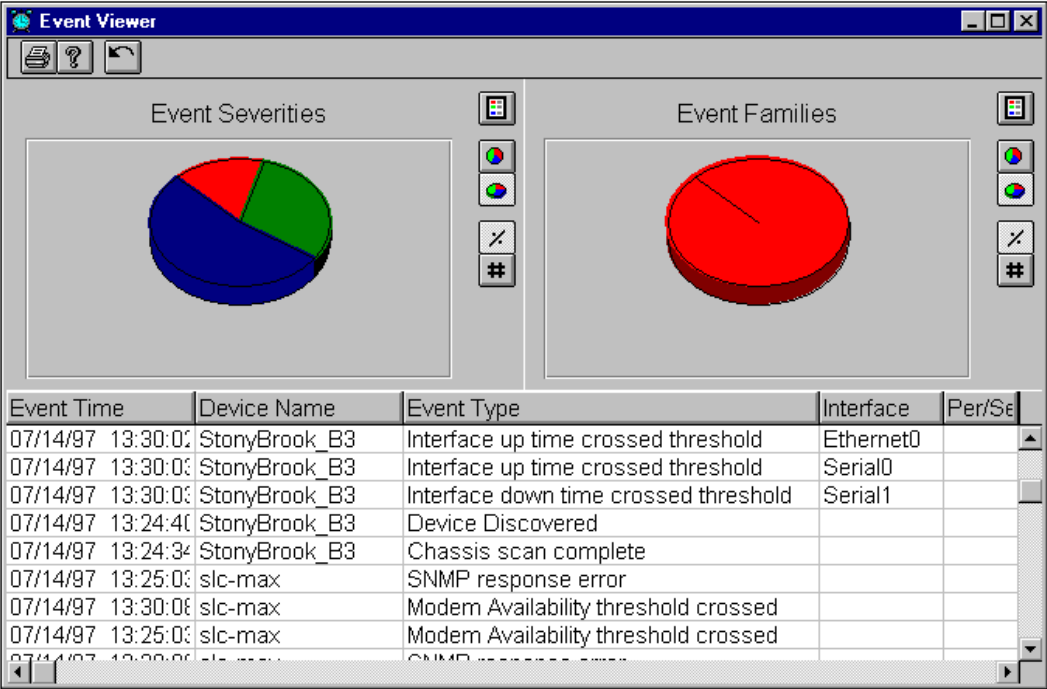 Event Viewer
Event Severities
Event Families
%
#
%
#
Event Time Device Name Event Type Interface Per/Se
07/14/97 13:30:0 StonyBrook_B3 Interface up time crossed threshold Ethernet0
07/14/97 13:30:0 StonyBrook_B3 Interface up time crossed threshold Serial0
07/14/97 13:30:0 StonyBrook_B3 Interface down time crossed threshold Serial1
07/14/97 13:24:4 StonyBrook_B3 Device Discovered
07/14/97 13:24:3 StonyBrook_B3 Chassis scan complete
07/14/97 13:25:0 slc-max SNMP response error
07/14/97 13:30:0 slc-max Modem Availability threshold crossed
07/14/97 13:25:0 slc-max Modem Availability threshold crossed